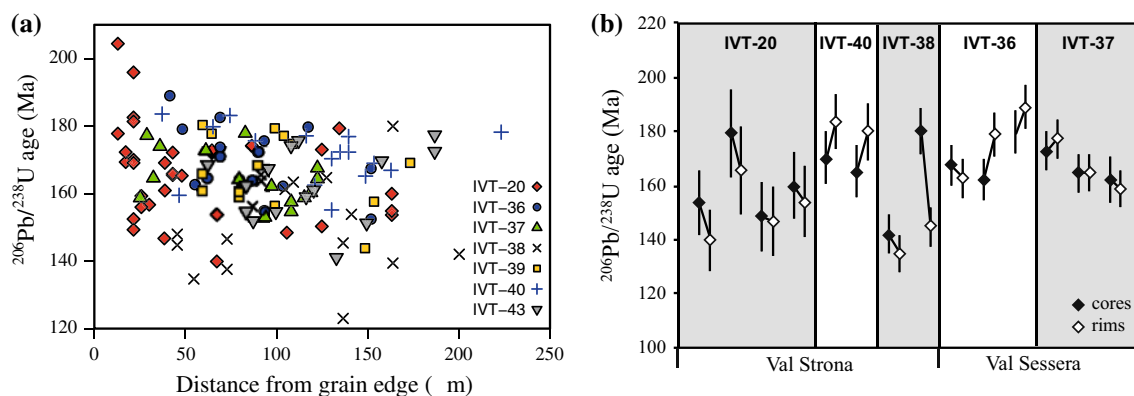 (a)
206Pb/238U age (Ma)
200
180
160
140
120
0 50 100 150 200 250
Distance from grain edge ( m)
IVT–20
IVT–36
IVT–37
IVT–38
IVT–39
IVT–40
IVT–43
(b)
206Pb/238U age (Ma)
220
200
180
160
140
120
100
IVT-20 IVT-40 IVT-38 IVT-36 IVT-37
cores
rims
Val Strona Val Sessera